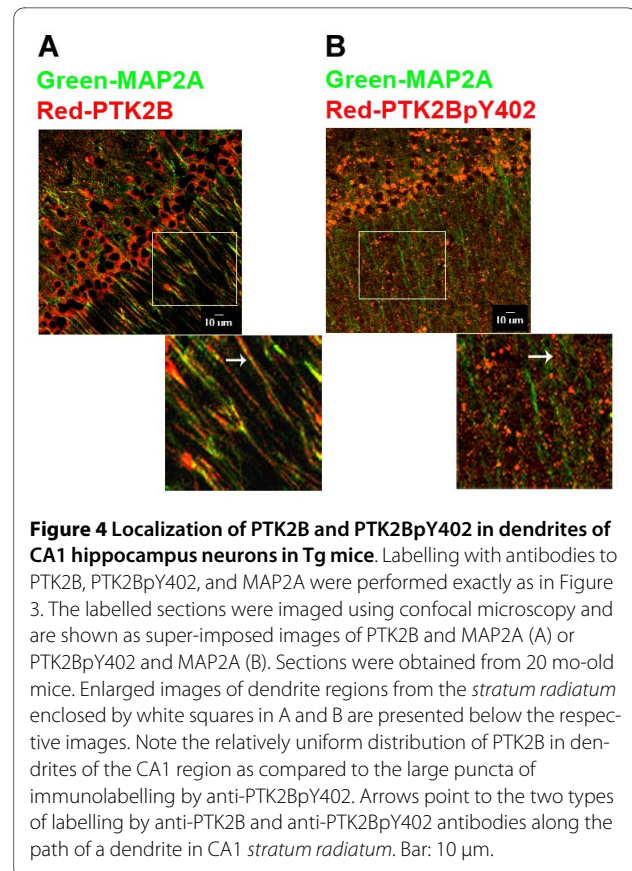 A
B
Green-MAP2A
Red-PTK2B
Green-MAP2A
Red-PTK2BpY402
10 µm
10 µm
Figure 4 Localization of PTK2B and PTK2BpY402 in dendrites of
CA1 hippocampus neurons in Tg mice. Labelling with antibodies to
PTK2B, PTK2BpY402, and MAP2A were performed exactly as in Figure
3. The labelled sections were imaged using confocal microscopy and
are shown as super-imposed images of PTK2B and MAP2A (A) or
PTK2BpY402 and MAP2A (B). Sections were obtained from 20 mo-old
mice. Enlarged images of dendrite regions from the stratum radiatum
enclosed by white squares in A and B are presented below the respec-
tive images. Note the relatively uniform distribution of PTK2B in den-
drites of the CA1 region as compared to the large puncta of
immunolabelling by anti-PTK2BpY402. Arrows point to the two types
of labelling by anti-PTK2B and anti-PTK2BpY402 antibodies along the
path of a dendrite in CA1 stratum radiatum. Bar: 10 µm.